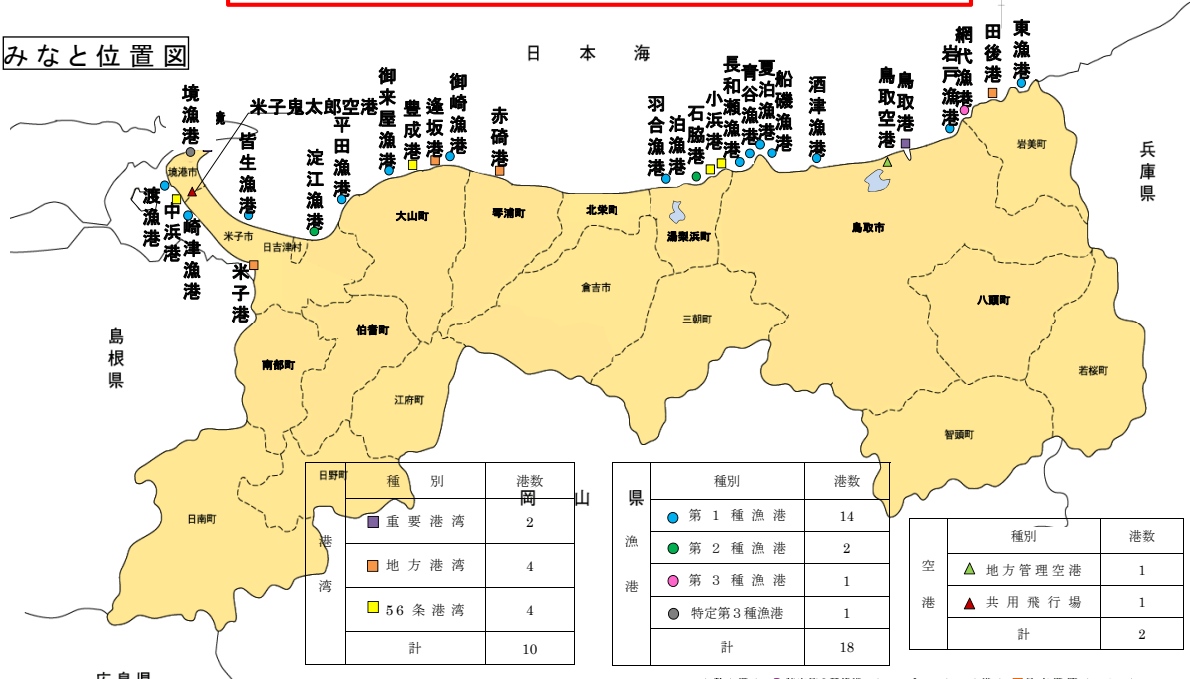 みなと位置図
日本海
境漁港
米子鬼太郎空港
皆生漁港
淀江漁港
平田漁港
御来屋漁港
豊成港
逢坂港
御崎漁港
赤碕港
羽合漁港
泊漁港
石脇港
小浜港
長和瀬漁港
青谷漁港
夏泊漁港
船磯漁港
酒津漁港
鳥取空港
鳥取港
岩戸漁港
網代漁港
田後港
東漁港
渡漁港
中浜港
崎津漁港
米子港
境港市
米子市
日吉津村
大山町
琴浦町
北栄町
湯梨浜町
鳥取市
岩美町
兵庫県
倉吉市
三朝町
八頭町
若桜町
智頭町
島根県
伯耆町
南部町
江府町
日野町
日南町
岡山県
広島県
港湾
種別 港数
重要港湾 2
地方港湾 4
56条港湾 4
計 10
漁港
種別 港数
第1種漁港 14
第2種漁港 2
第3種漁港 1
特定第3種漁港 1
計 18
空港
種別 港数
地方管理空港 1
共用飛行場 1
計 2